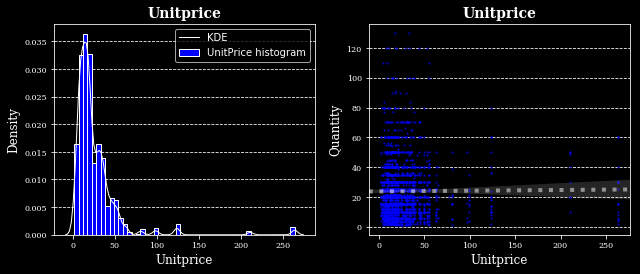 Unitprice
KDE
UnitPrice histogram
Density
0.035
0.030
0.025
0.020
0.015
0.010
0.005
0.000
0 50 100 150 200 250
Unitprice
Unitprice
Quantity
120
100
80
60
40
20
0
0 50 100 150 200 250
Unitprice